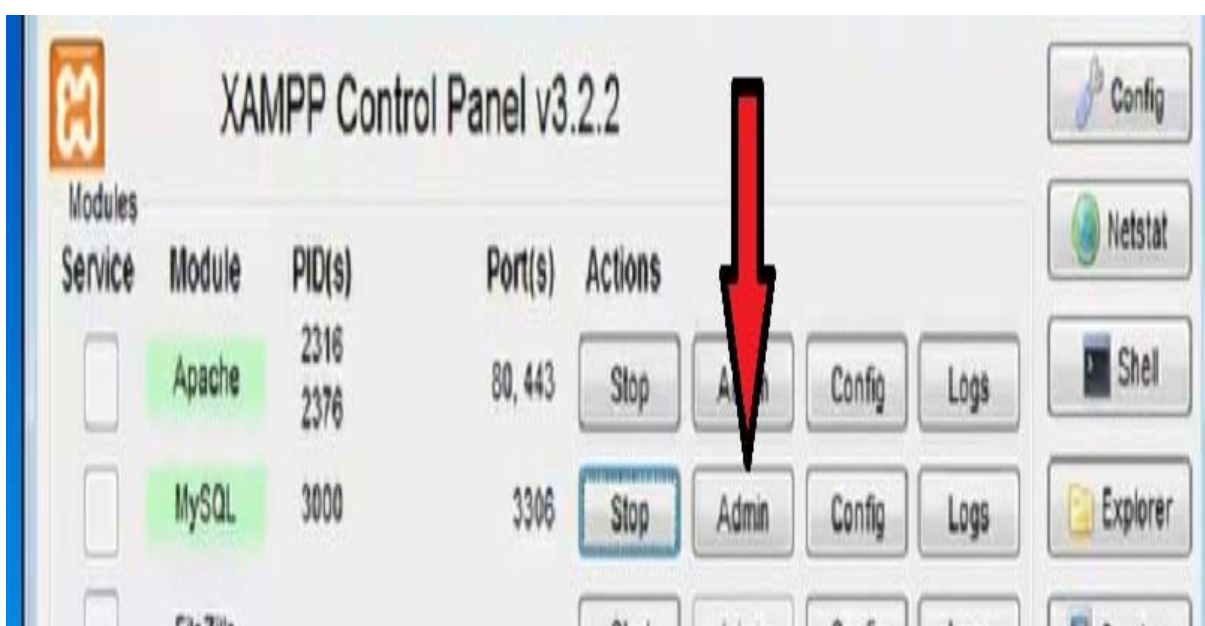 XAMPP Control Panel v3.2.2
Config
Modules
Netstat
Service Module PID(s) Port(s) Actions
Apache 2316 2376 80, 443 Stop Config Logs
Shell
MySQL 3000 3306 Stop Admin Config Logs
Explorer